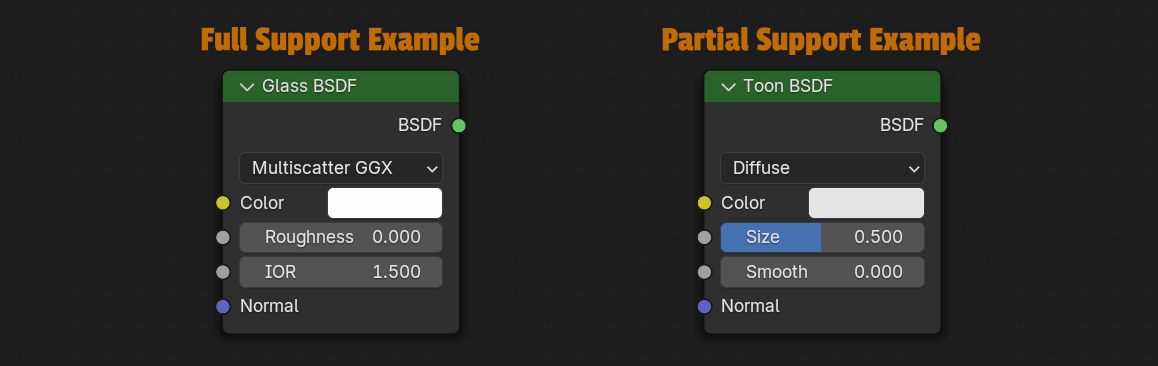 Full Support Example
Partial Support Example
Glass BSDF
BSDF
Multiscatter GGX
Color
Roughness 0.000
IOR 1.500
Normal
Toon BSDF
BSDF
Diffuse
Color
Size 0.500
Smooth 0.000
Normal